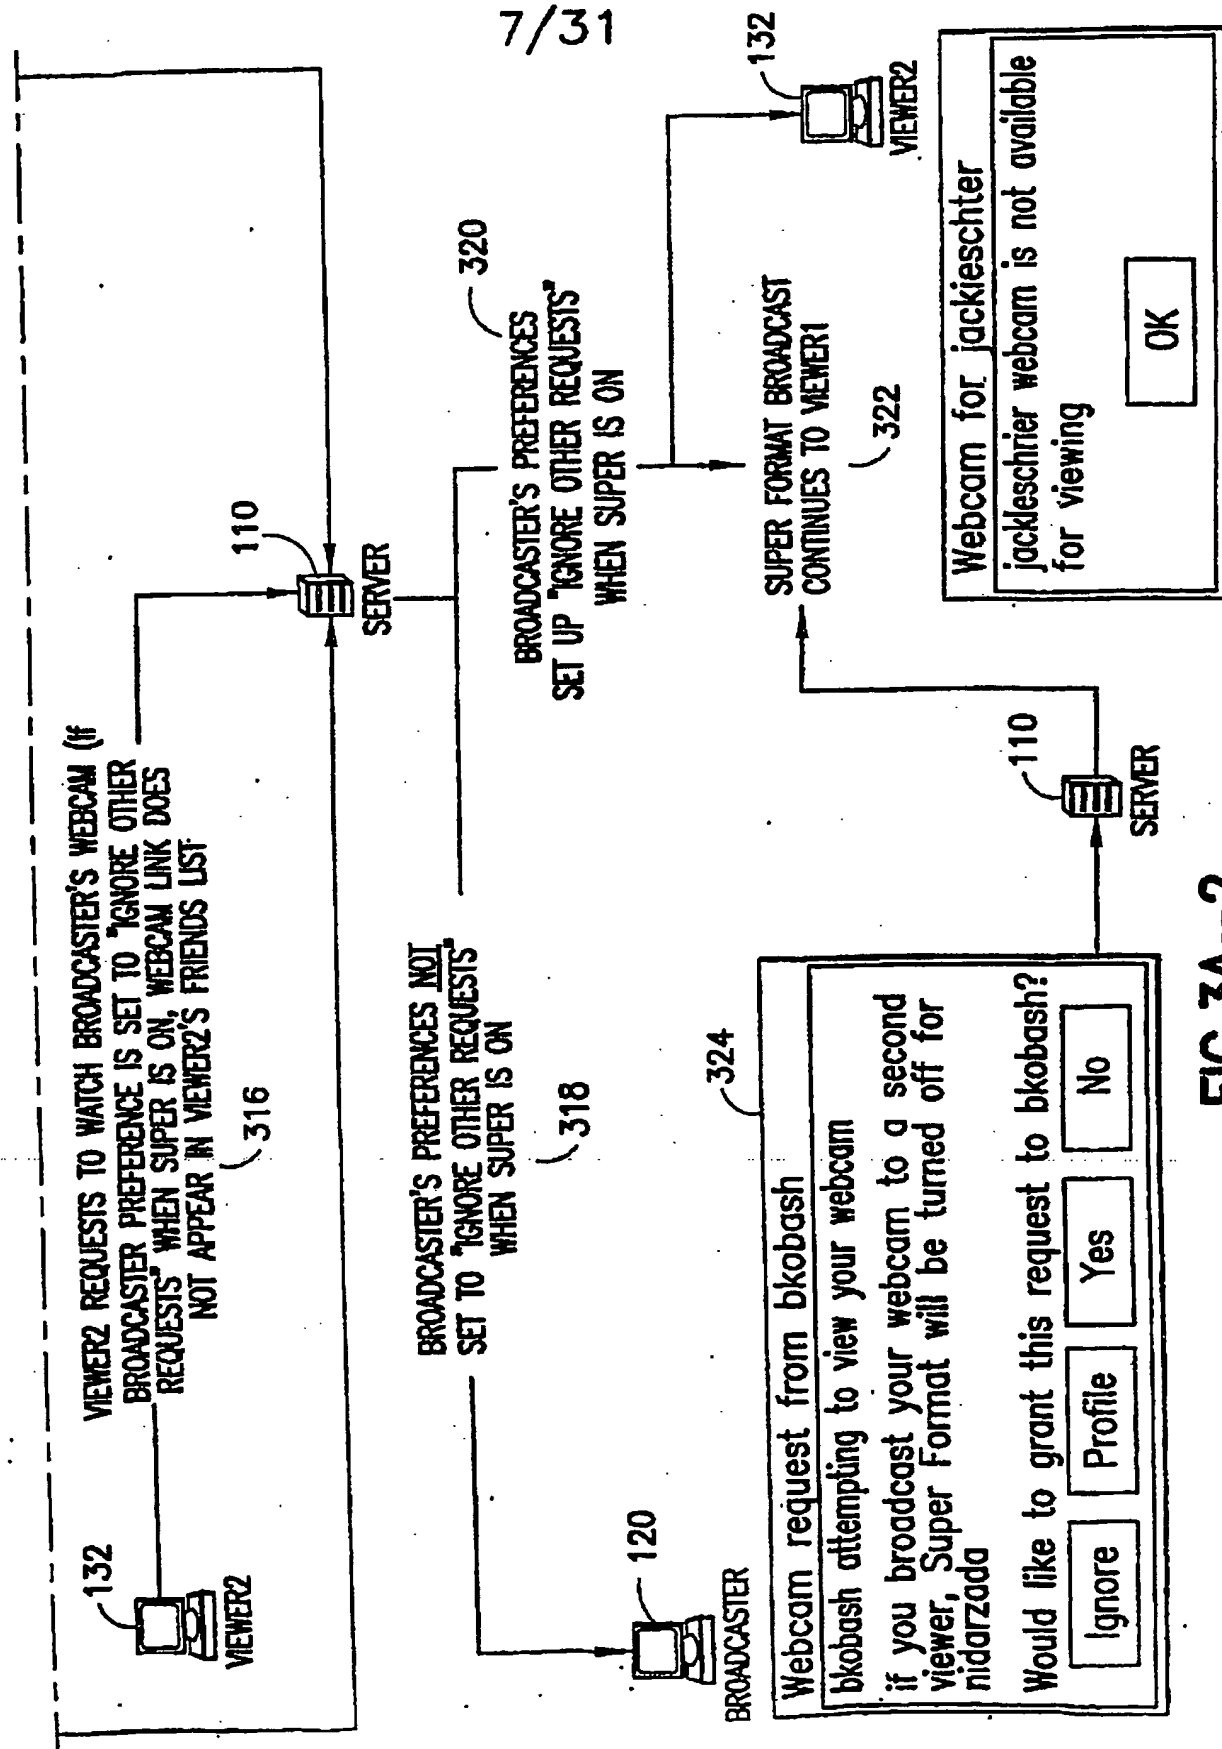 7/31
132
VIEWER2
VIEWER2 REQUESTS TO WATCH BROADCASTER'S WEBCAM (If
BROADCASTER PREFERENCE IS SET TO "IGNORE OTHER
REQUESTS" WHEN SUPER IS ON, WEBCAM LINK DOES
NOT APPEAR IN VIEWER2'S FRIENDS LIST
316
110
SERVER
BROADCASTER'S PREFERENCES NOT
SET TO "IGNORE OTHER REQUESTS"
WHEN SUPER IS ON
318
BROADCASTER'S PREFERENCES
SET UP "IGNORE OTHER REQUESTS"
WHEN SUPER IS ON
320
120
BROADCASTER
SUPER FORMAT BROADCAST
CONTINUES TO VIEWER1
322
132
VIEWER2
324
Webcam request from bkobash
bkobash attempting to view your webcam
if you broadcast your webcam to a second
viewer, Super Format will be turned off for
nidarzada
Would like to grant this request to bkobash?
Ignore
Profile
Yes
No
110
SERVER
Webcam for jackieschter
jackleschrier webcam is not available
for viewing
OK
FIG.3A-2